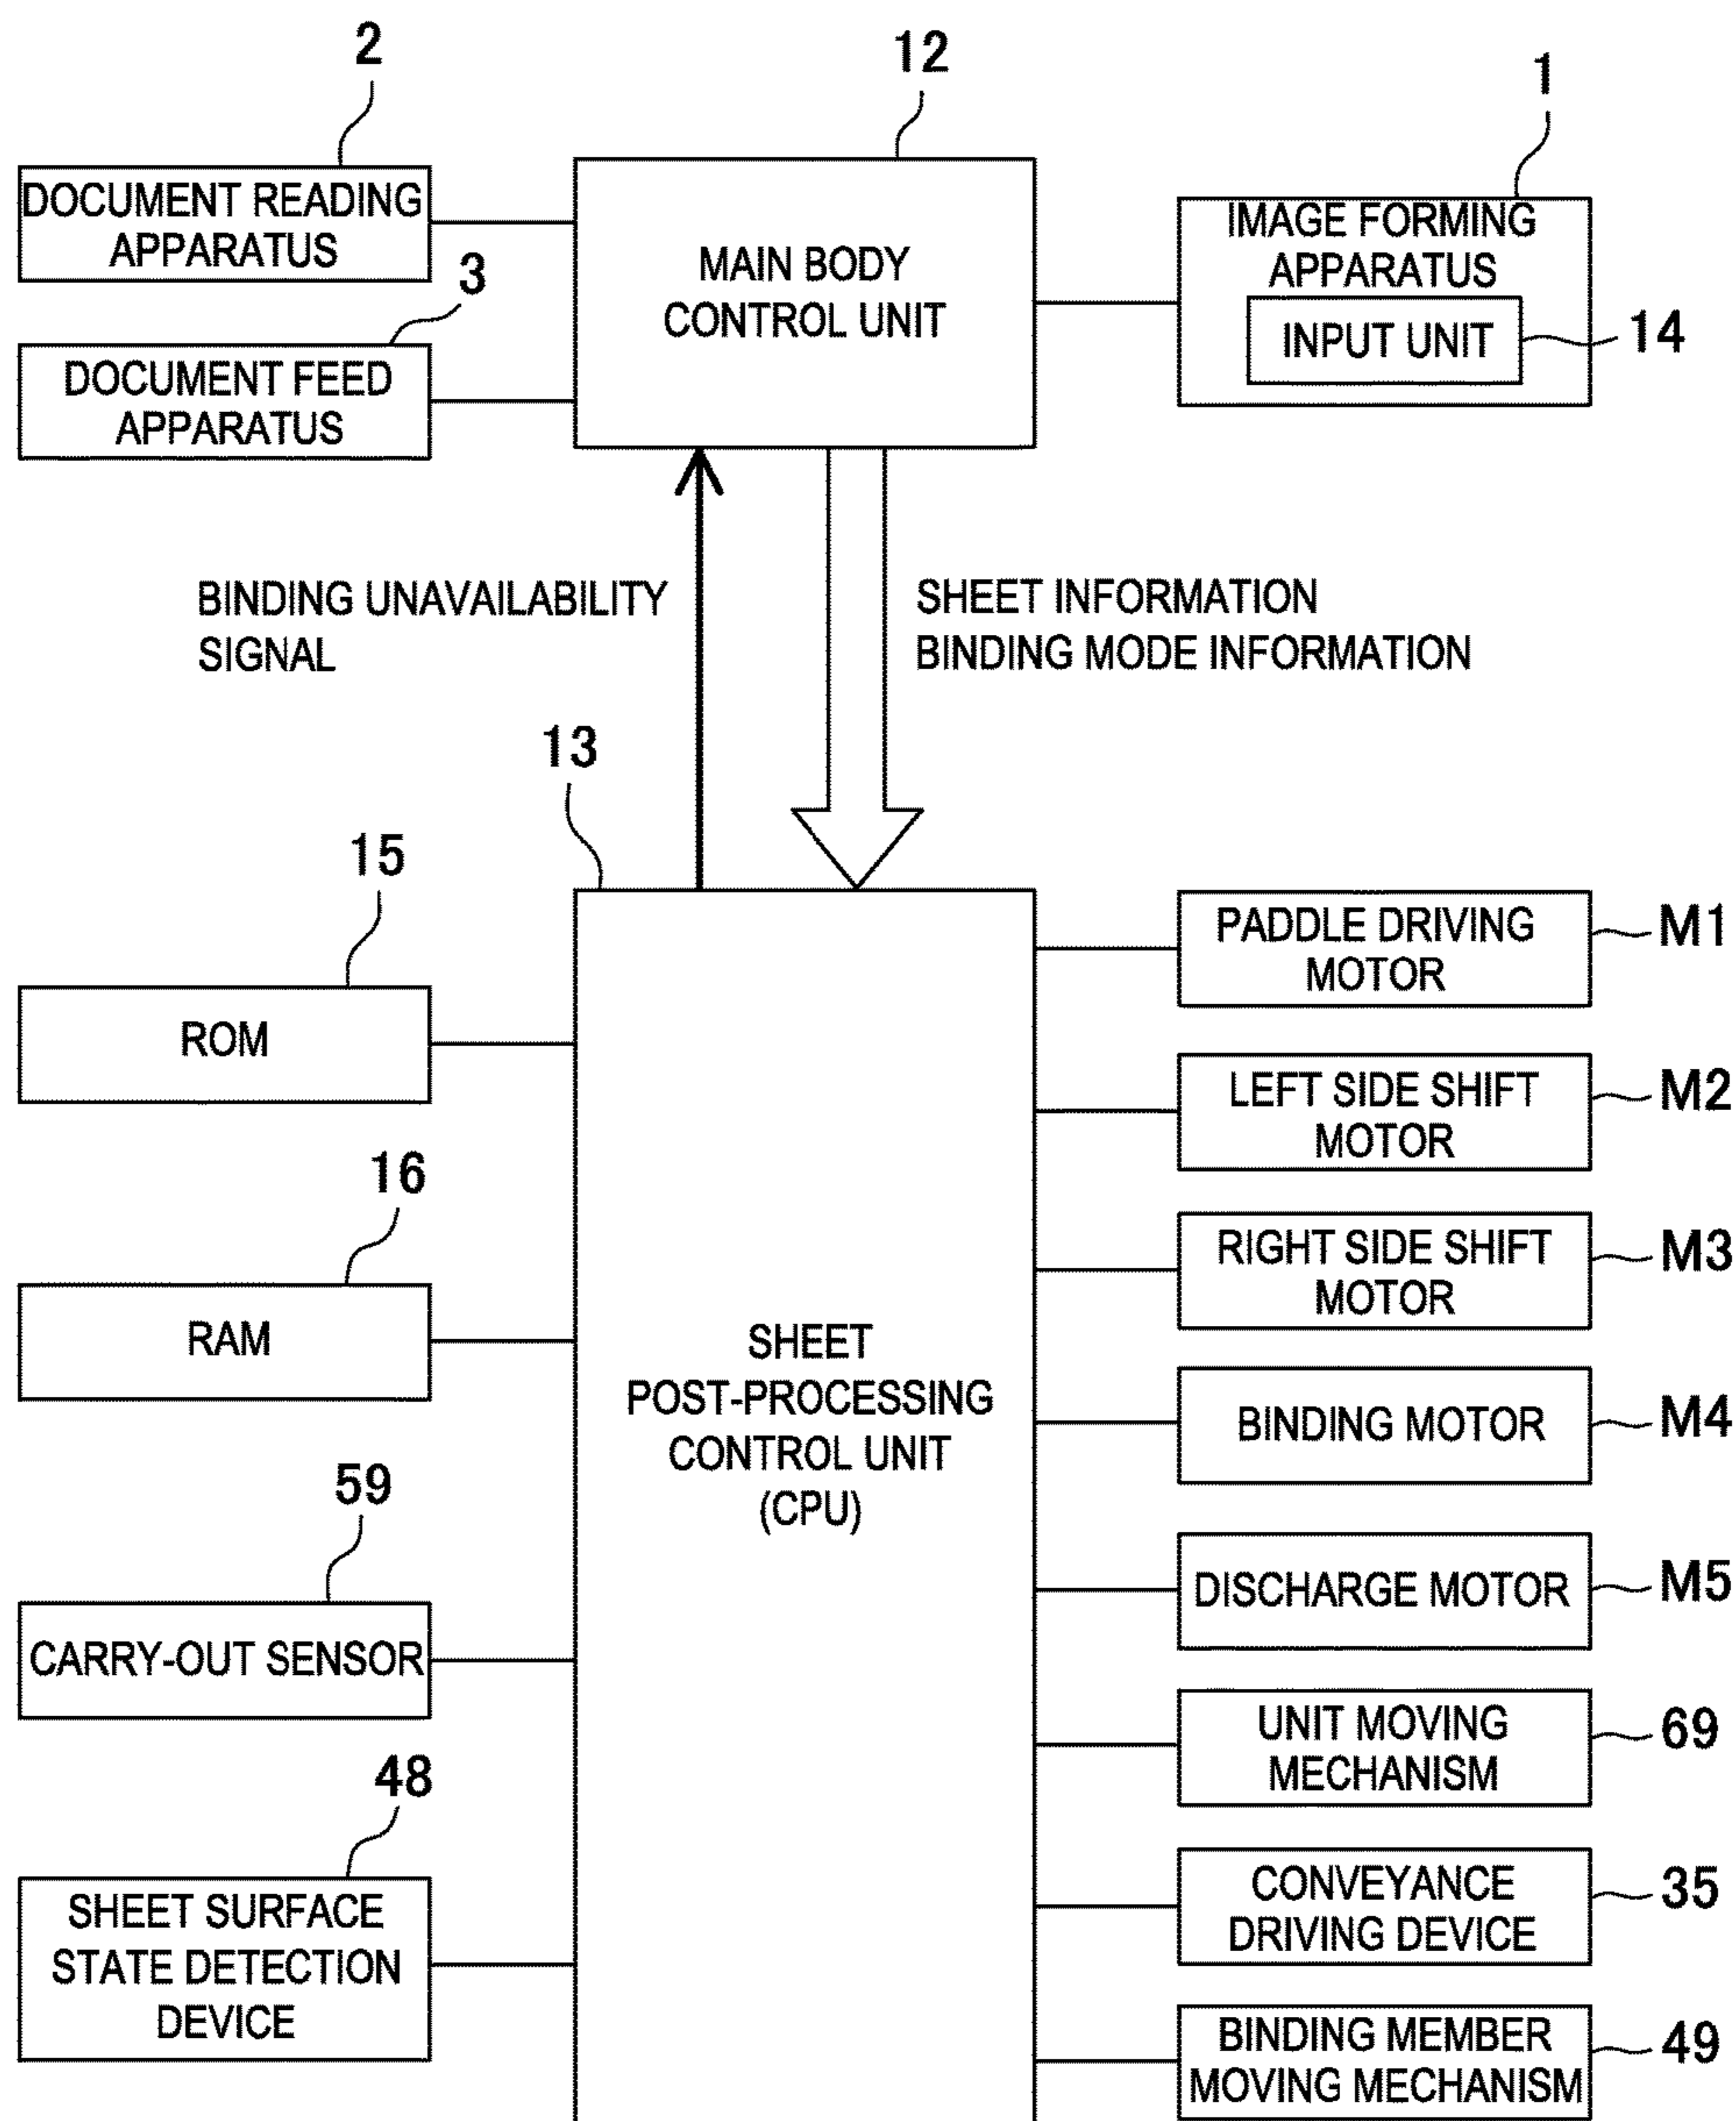 2
12
1
DOCUMENT READING
APPARATUS
MAIN BODY
CONTROL UNIT
IMAGE FORMING
APPARATUS
INPUT UNIT
14
3
DOCUMENT FEED
APPARATUS
BINDING UNAVAILABILITY
SIGNAL
SHEET INFORMATION
BINDING MODE INFORMATION
13
15
ROM
16
RAM
59
CARRY-OUT SENSOR
48
SHEET SURFACE
STATE DETECTION
DEVICE
SHEET
POST-PROCESSING
CONTROL UNIT
(CPU)
PADDLE DRIVING
MOTOR
M1
LEFT SIDE SHIFT
MOTOR
M2
RIGHT SIDE SHIFT
MOTOR
M3
BINDING MOTOR
M4
DISCHARGE MOTOR
M5
UNIT MOVING
MECHANISM
69
CONVEYANCE
DRIVING DEVICE
35
BINDING MEMBER
MOVING MECHANISM
49